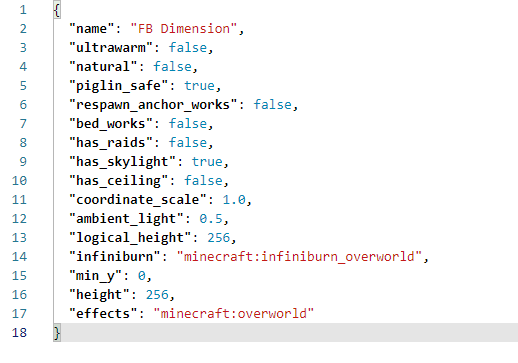 1 {
2 "name": "FB Dimension",
3 "ultrawarm": false,
4 "natural": false,
5 "piglin_safe": true,
6 "respawn_anchor_works": false,
7 "bed_works": false,
8 "has_raids": false,
9 "has_skylight": true,
10 "has_ceiling": false,
11 "coordinate_scale": 1.0,
12 "ambient_light": 0.5,
13 "logical_height": 256,
14 "infiniburn": "minecraft:infiniburn_overworld",
15 "min_y": 0,
16 "height": 256,
17 "effects": "minecraft:overworld"
18 }